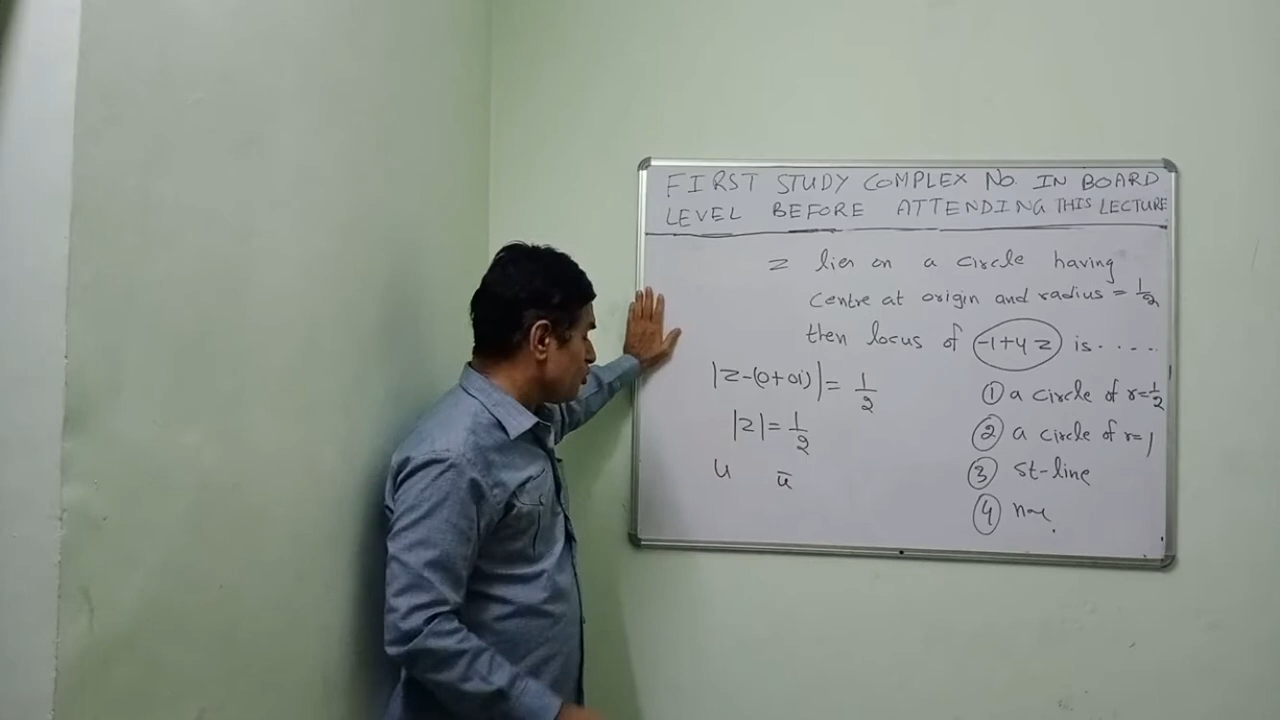 FIRST STUDY COMPLEX NO. IN BOARD
LEVEL BEFORE ATTENDING THIS LECTURE
z lies on a circle having
centre at origin and radius = 1/2
then locus of -1+4z is.....
|z-(0+0i)| = 1/2
|z| = 1/2
u ū
① a circle of r=1/2
② a circle of r=1
③ st-line
④